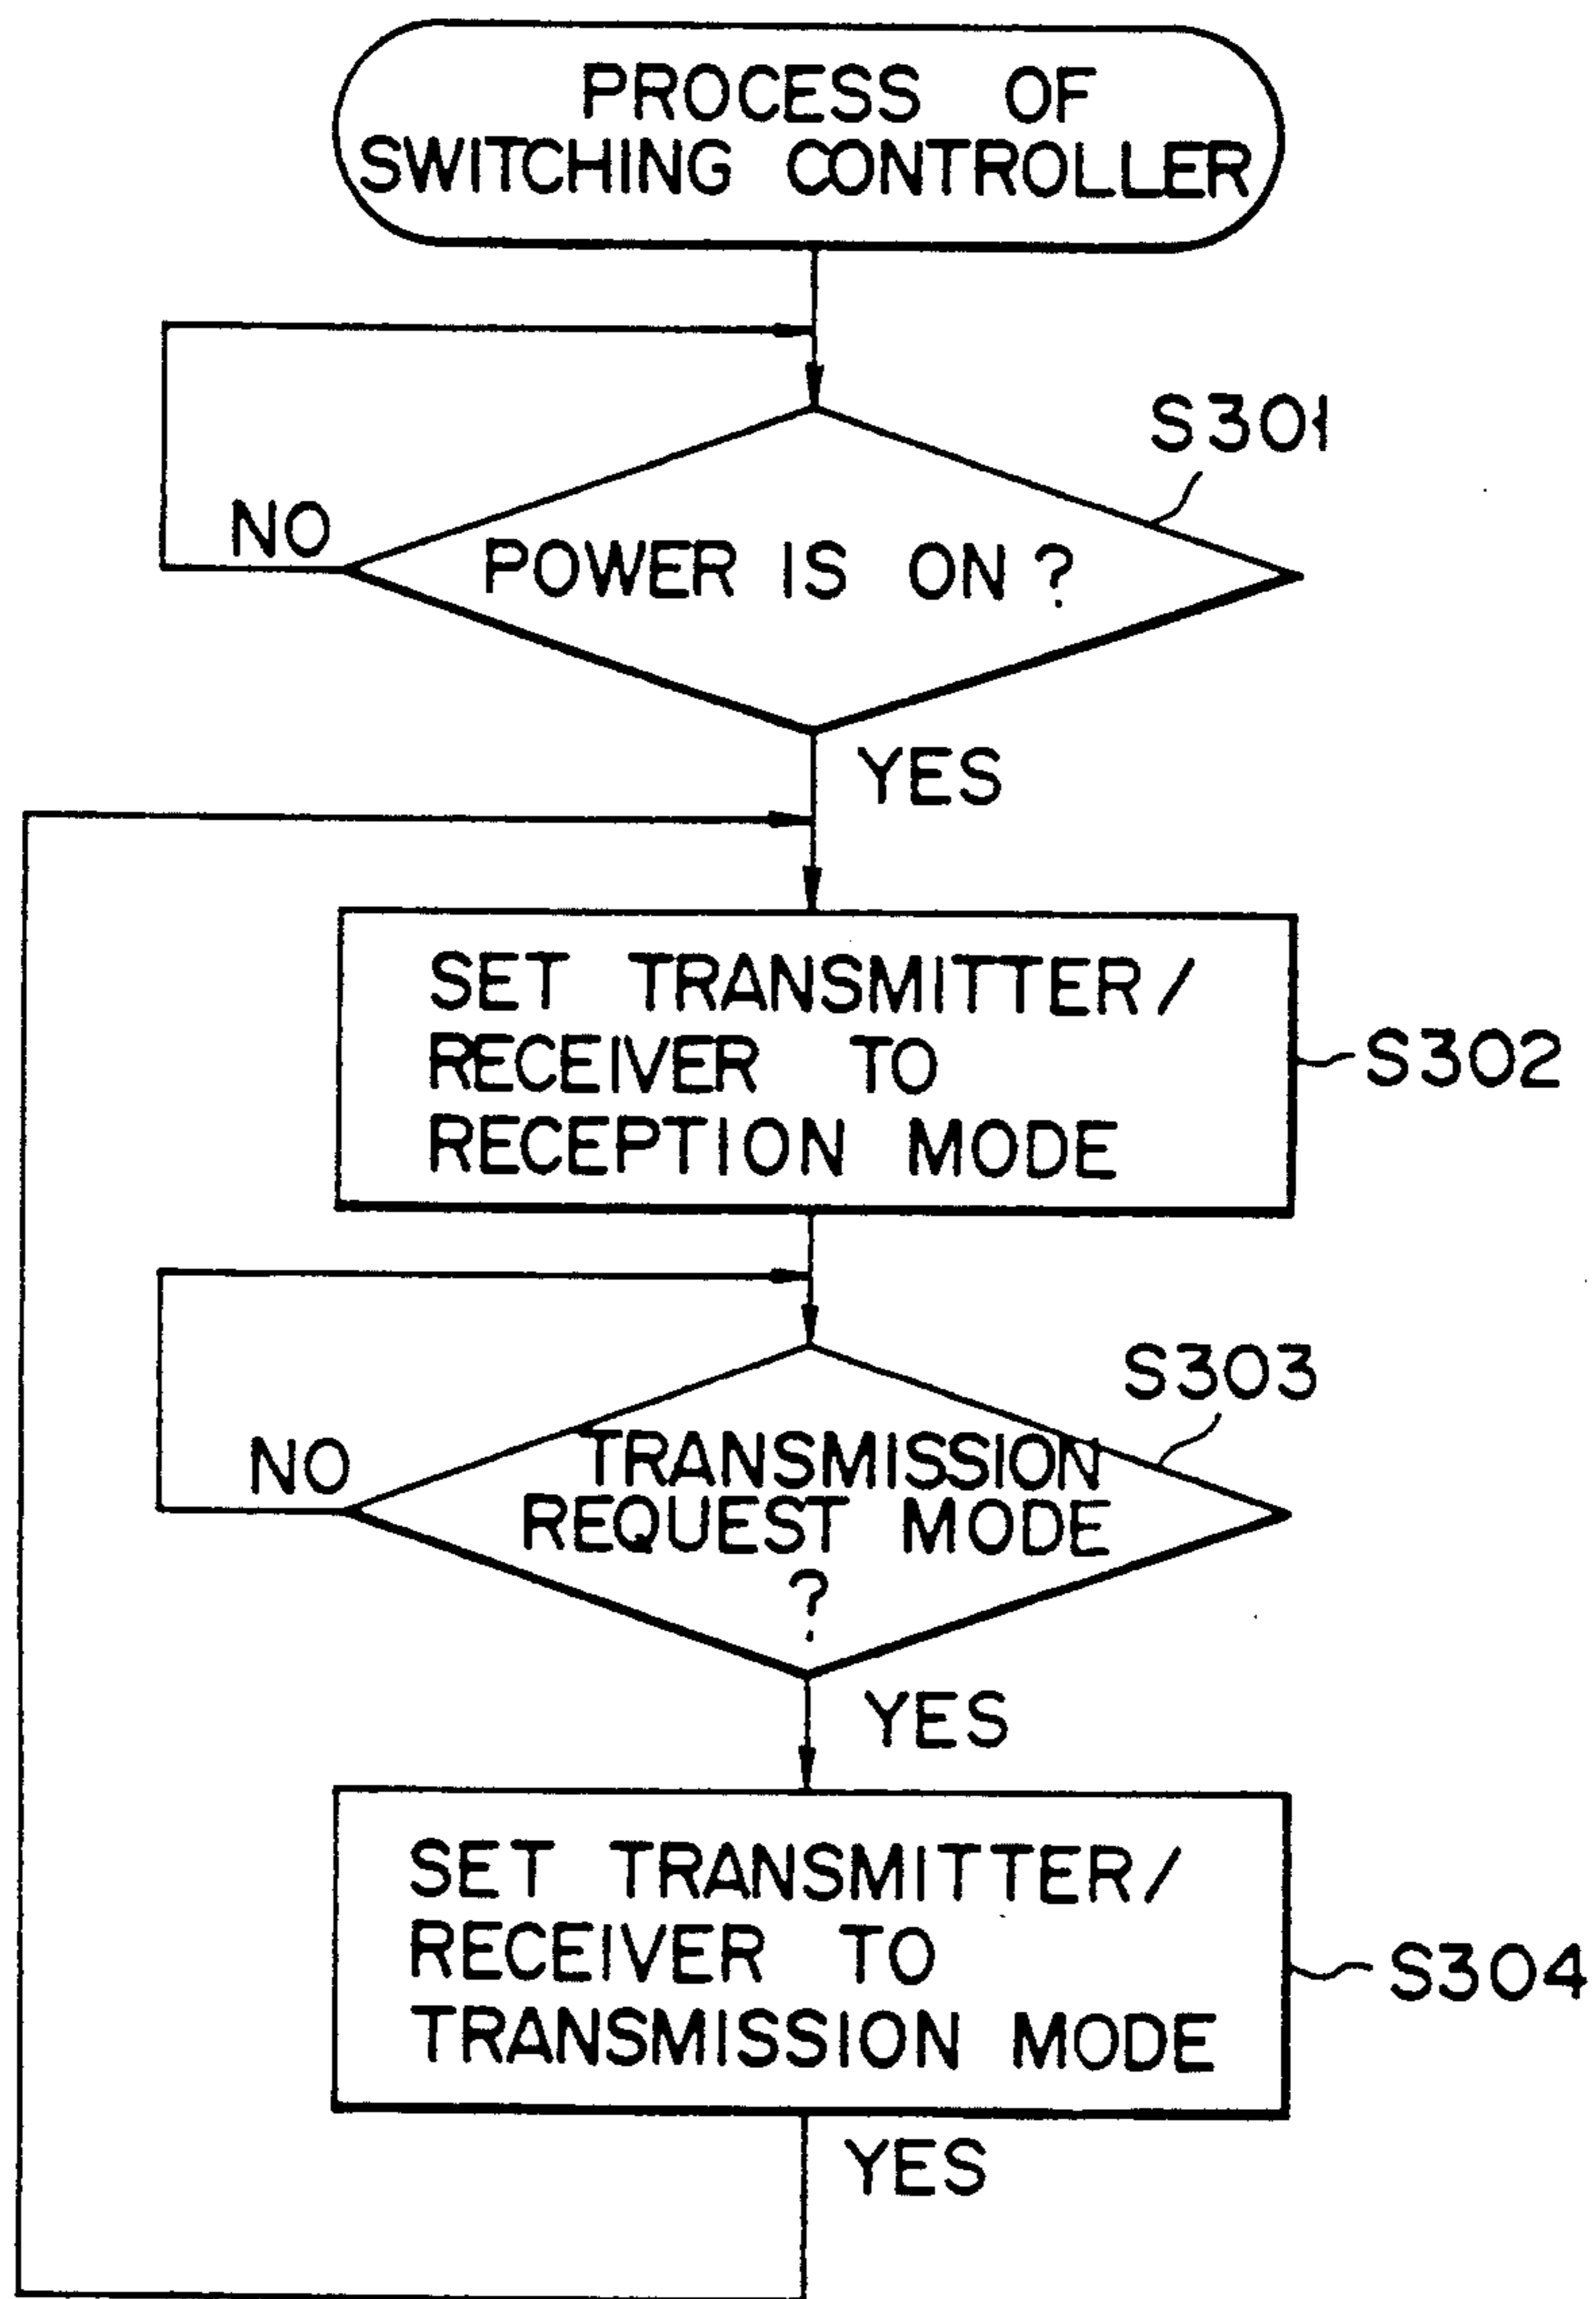 PROCESS OF
SWITCHING CONTROLLER
S301
NO
POWER IS ON ?
YES
SET TRANSMITTER/
RECEIVER TO
RECEPTION MODE
S302
S303
NO
TRANSMISSION
REQUEST MODE
?
YES
SET TRANSMITTER/
RECEIVER TO
TRANSMISSION MODE
S304
YES